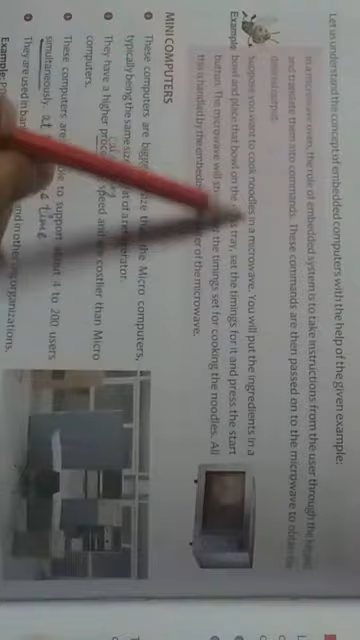 Let us understand the concept of embedded computers with the help of the given example:
In a microwave oven, the role of embedded system is to take instructions from the user through the
and translate them into commands. These commands are then passed on to the microwave to obtain the
desired output.
Example Suppose you want to cook noodles in a microwave. You will put the ingredients in a
bowl and place that bowl on the tray, set the timings for it and press the start
button. The microwave will the timings set for cooking the noodles. All
this is handled by the embedded of the microwave.
MINI COMPUTERS
These computers are bigger size than the Micro computers,
typically being the same size of a refrigerator.
They have a higher speed and costlier than Micro
computers.
These computers are to support about 4 to 200 users
simultaneously. at time
They are used in and in other organizations.
Example: